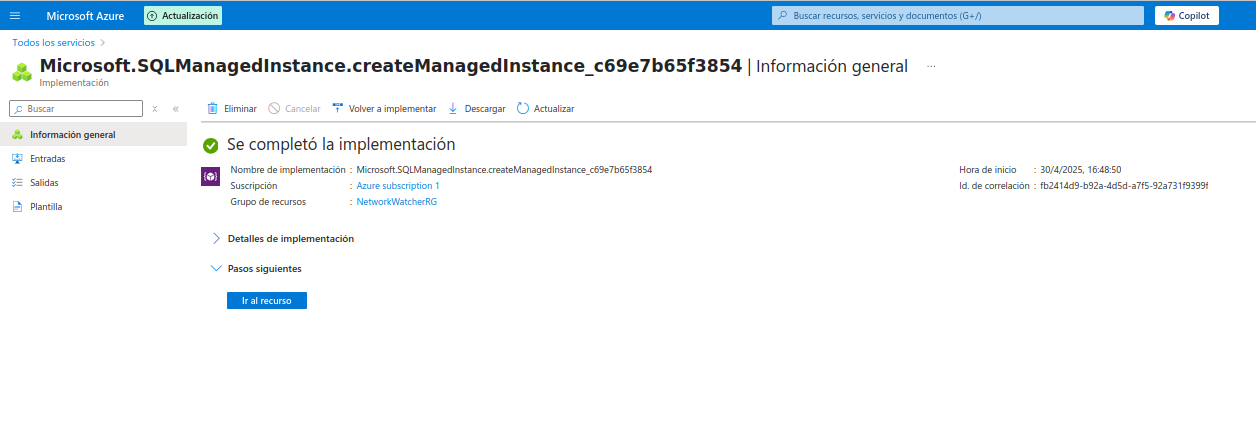 Microsoft Azure
Actualización
Buscar recursos, servicios y documentos (G+/)
Copilot
Todos los servicios
Microsoft.SQLManagedInstance.createManagedInstance_c69e7b65f3854 | Información general ...
Implementación
Buscar
Eliminar
Cancelar
Volver a implementar
Descargar
Actualizar
Información general
Entradas
Salidas
Plantilla
Se completó la implementación
Nombre de implementación : Microsoft.SQLManagedInstance.createManagedInstance_c69e7b65f3854
Suscripción : Azure subscription 1
Grupo de recursos : NetworkWatcherRG
Hora de inicio : 30/4/2025, 16:48:50
Id. de correlación : fb2414d9-b92a-4d5d-a7f5-92a731f9399f
Detalles de implementación
Pasos siguientes
Ir al recurso